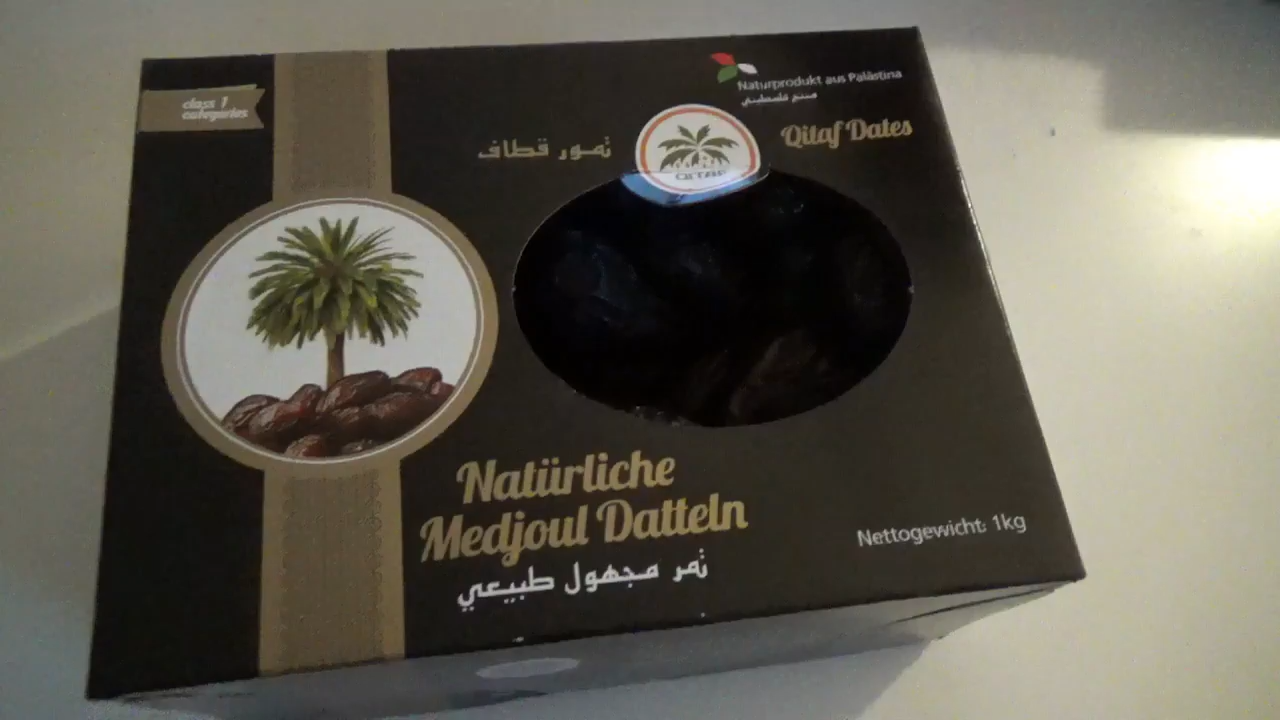 class 1
categories
Naturprodukt aus Palästina
منتج فلسطيني
تمور قطاف
QITAF
Qitaf Dates
Natürliche
Medjoul Datteln
تمر مجهول طبيعي
Nettogewicht: 1kg